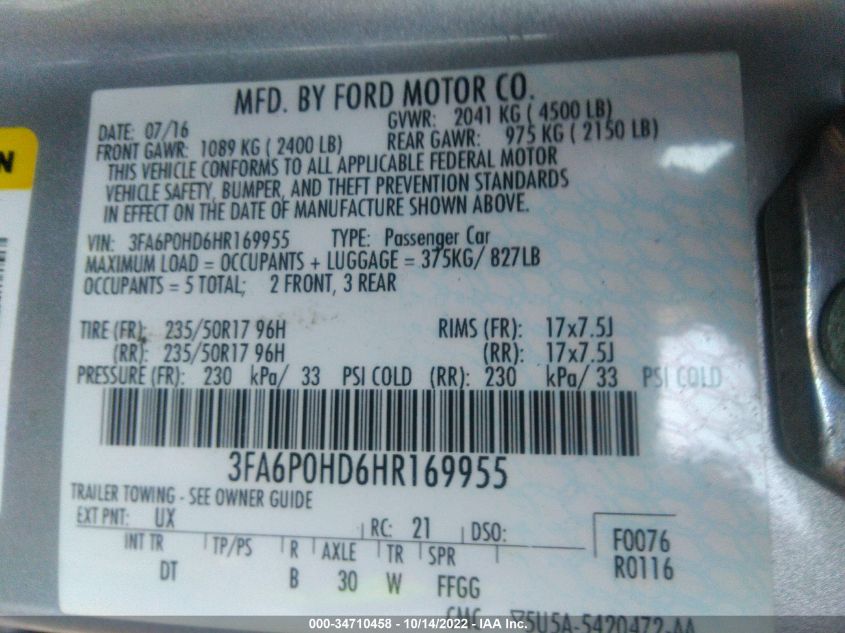 MFD. BY FORD MOTOR CO.
DATE: 07/16 GVWR: 2041 KG ( 4500 LB)
FRONT GAWR: 1089 KG ( 2400 LB) REAR GAWR: 975 KG ( 2150 LB)
THIS VEHICLE CONFORMS TO ALL APPLICABLE FEDERAL MOTOR
VEHICLE SAFETY, BUMPER, AND THEFT PREVENTION STANDARDS
IN EFFECT ON THE DATE OF MANUFACTURE SHOWN ABOVE.
VIN: 3FA6P0HD6HR169955 TYPE: Passenger Car
MAXIMUM LOAD = OCCUPANTS + LUGGAGE = 375KG/ 827LB
OCCUPANTS = 5 TOTAL; 2 FRONT, 3 REAR
TIRE (FR): 235/50R17 96H RIMS (FR): 17x7.5J
(RR): 235/50R17 96H (RR): 17x7.5J
PRESSURE (FR): 230 kPa/ 33 PSI COLD (RR): 230 kPa/ 33 PSI COLD
3FA6P0HD6HR169955
TRAILER TOWING - SEE OWNER GUIDE
EXT PNT: UX RC: 21 DSO:
INT TR TP/PS R AXLE TR SPR
DT B 30 W FFGG
F0076
R0116
5U5A-5420472-AA
000-34710458 - 10/14/2022 - IAA Inc.